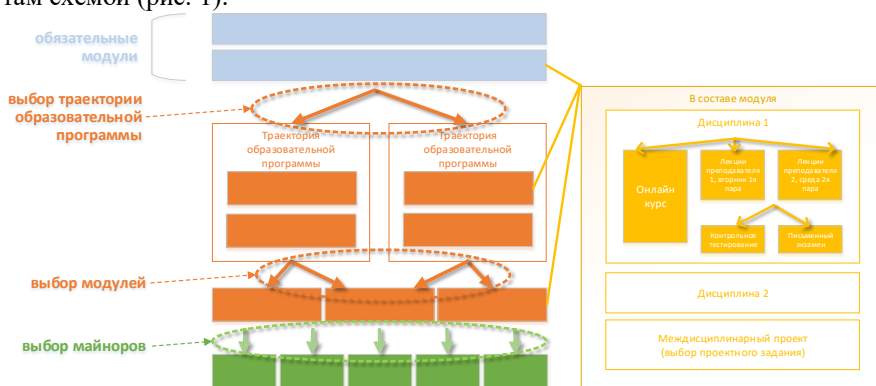 там схемой (рис. 1).
обязательные
модули
выбор траектории
образовательной
программы
Траектория
образовательной
программы
Траектория
образовательной
программы
выбор модулей
выбор майноров
В составе модуля
Дисциплина 1
Онлайн
курс
Лекции
преподавателя
1, вторник 1я
пара
Лекции
преподавателя
2, среда 2я
пара
Контрольное
тестирование
Письменный
экзамен
Дисциплина 2
Междисциплинарный проект
(выбор проектного задания)